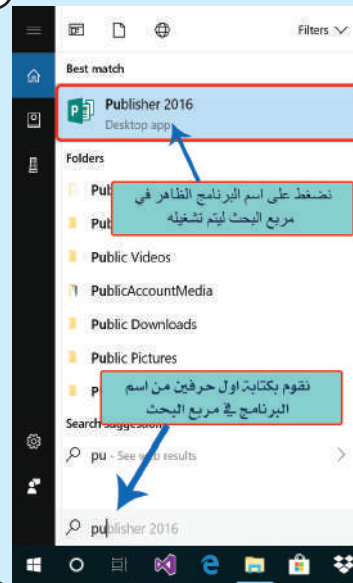 Filters
Best match
Publisher 2016
Desktop app
Folders
Pub
نضغط على اسم البرنامج الظاهر في
مربع البحث ليتم تشغيله
Pub
Public Videos
PublicAccountMedia
Public Downloads
Public Pictures
P
نقوم بكتابة اول حرفين من اسم
البرنامج في مربع البحث
Search
pu - See web results
publisher 2016